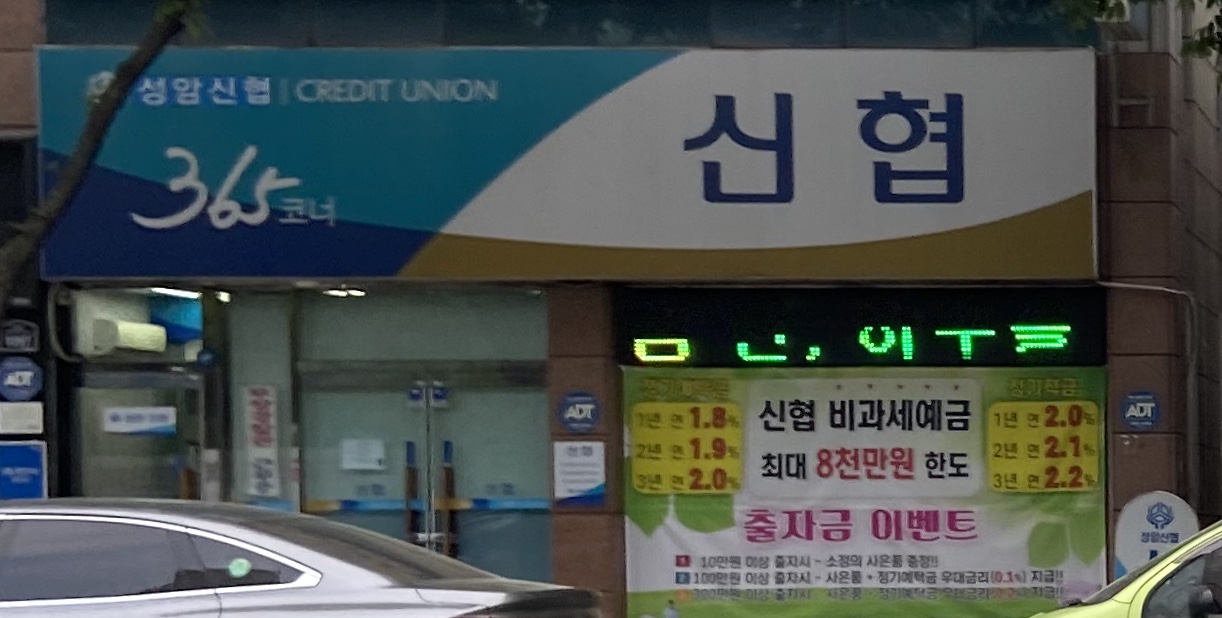 성암신협 | CREDIT UNION
365 코너
신협
ADT
ADT
ADT
정기예탁금
1년 연 1.8%
2년 연 1.9%
3년 연 2.0%
신협 비과세예금
최대 8천만원 한도
정기적금
1년 연 2.0%
2년 연 2.1%
3년 연 2.2%
출자금 이벤트
1 10만원 이상 출자시 - 소정의 사은품 증정!!
2 100만원 이상 출자시 - 사은품 + 정기예탁금 우대금리(0.1%) 지급!!
성암신협